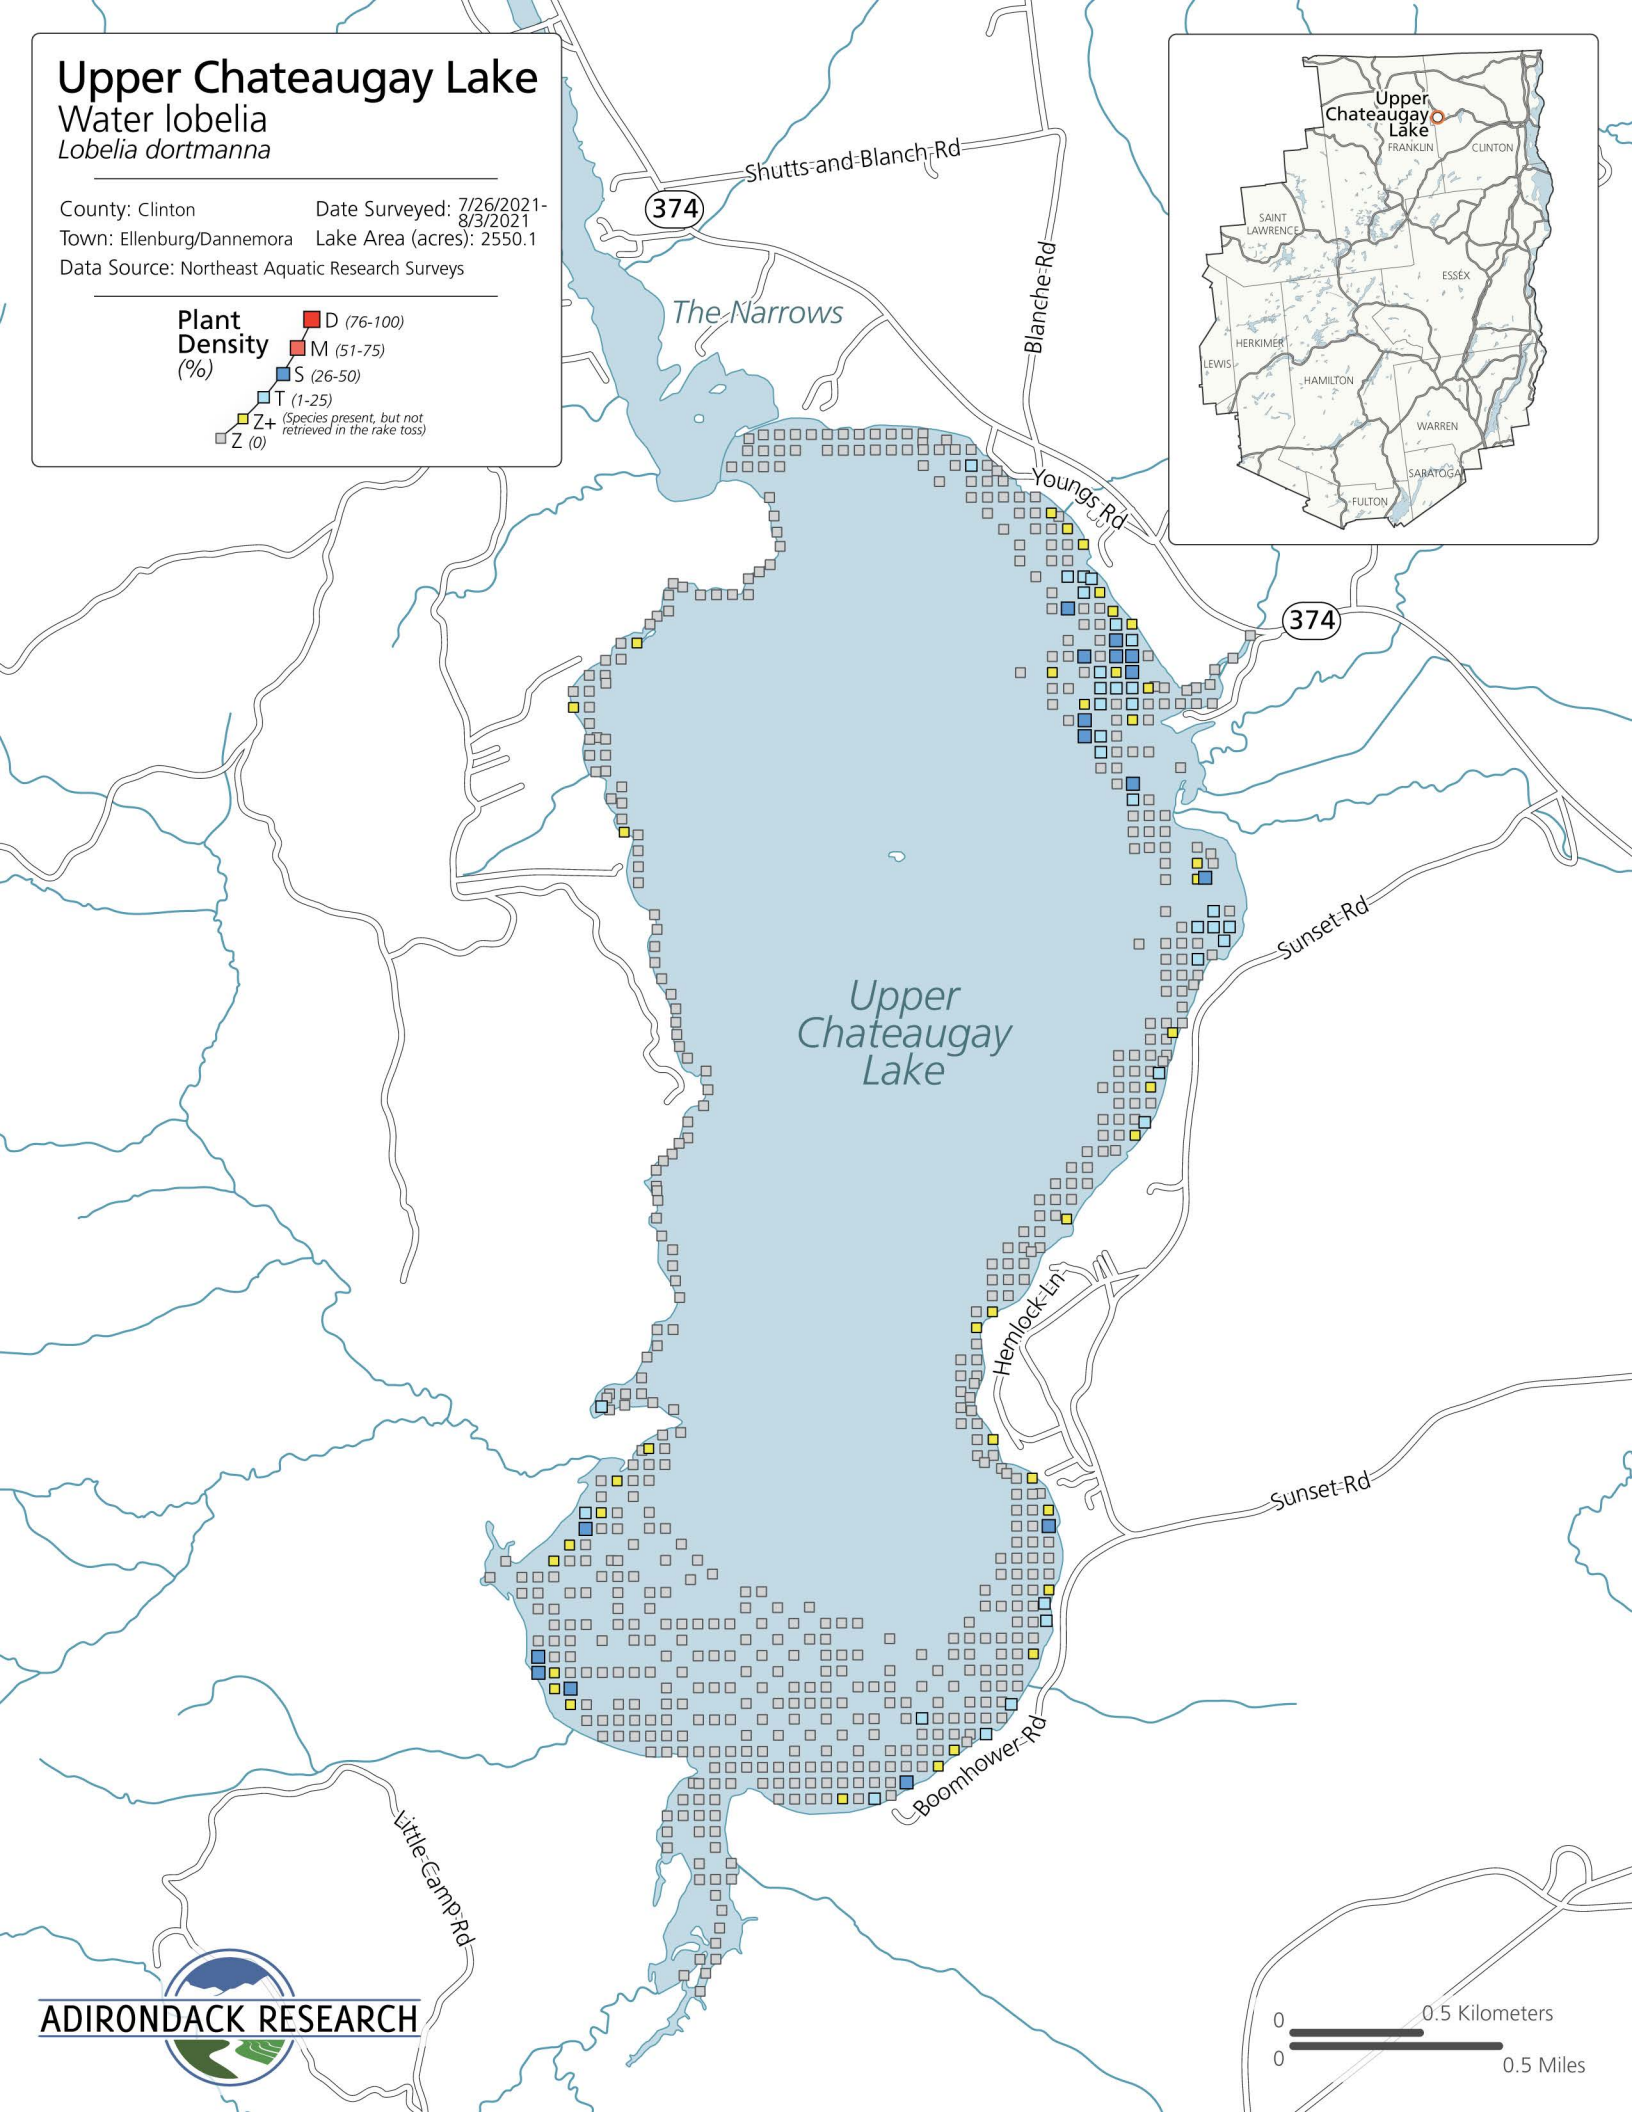 Upper Chateaugay Lake
Water lobelia
Lobelia dortmanna
County: Clinton
Date Surveyed: 7/26/2021-
8/3/2021
Town: Ellenburg/Dannemora
Lake Area (acres): 2550.1
Data Source: Northeast Aquatic Research Surveys
Plant
Density
(%)
D (76-100)
M (51-75)
S (26-50)
T (1-25)
Z+ (Species present, but not
retrieved in the rake toss)
Z (0)
Upper
Chateaugay
Lake
FRANKLIN
CLINTON
SAINT
LAWRENCE
ESSEX
HERKIMER
LEWIS
HAMILTON
WARREN
SARATOGA
FULTON
Shutts-and-Blanch-Rd
374
Blanche-Rd
The Narrows
Youngs Rd
374
Sunset-Rd
Upper
Chateaugay
Lake
Hemlock-Ln
Sunset-Rd
Boomhower-Rd
Little-Camp-Rd
ADIRONDACK RESEARCH
0
0.5 Kilometers
0
0.5 Miles